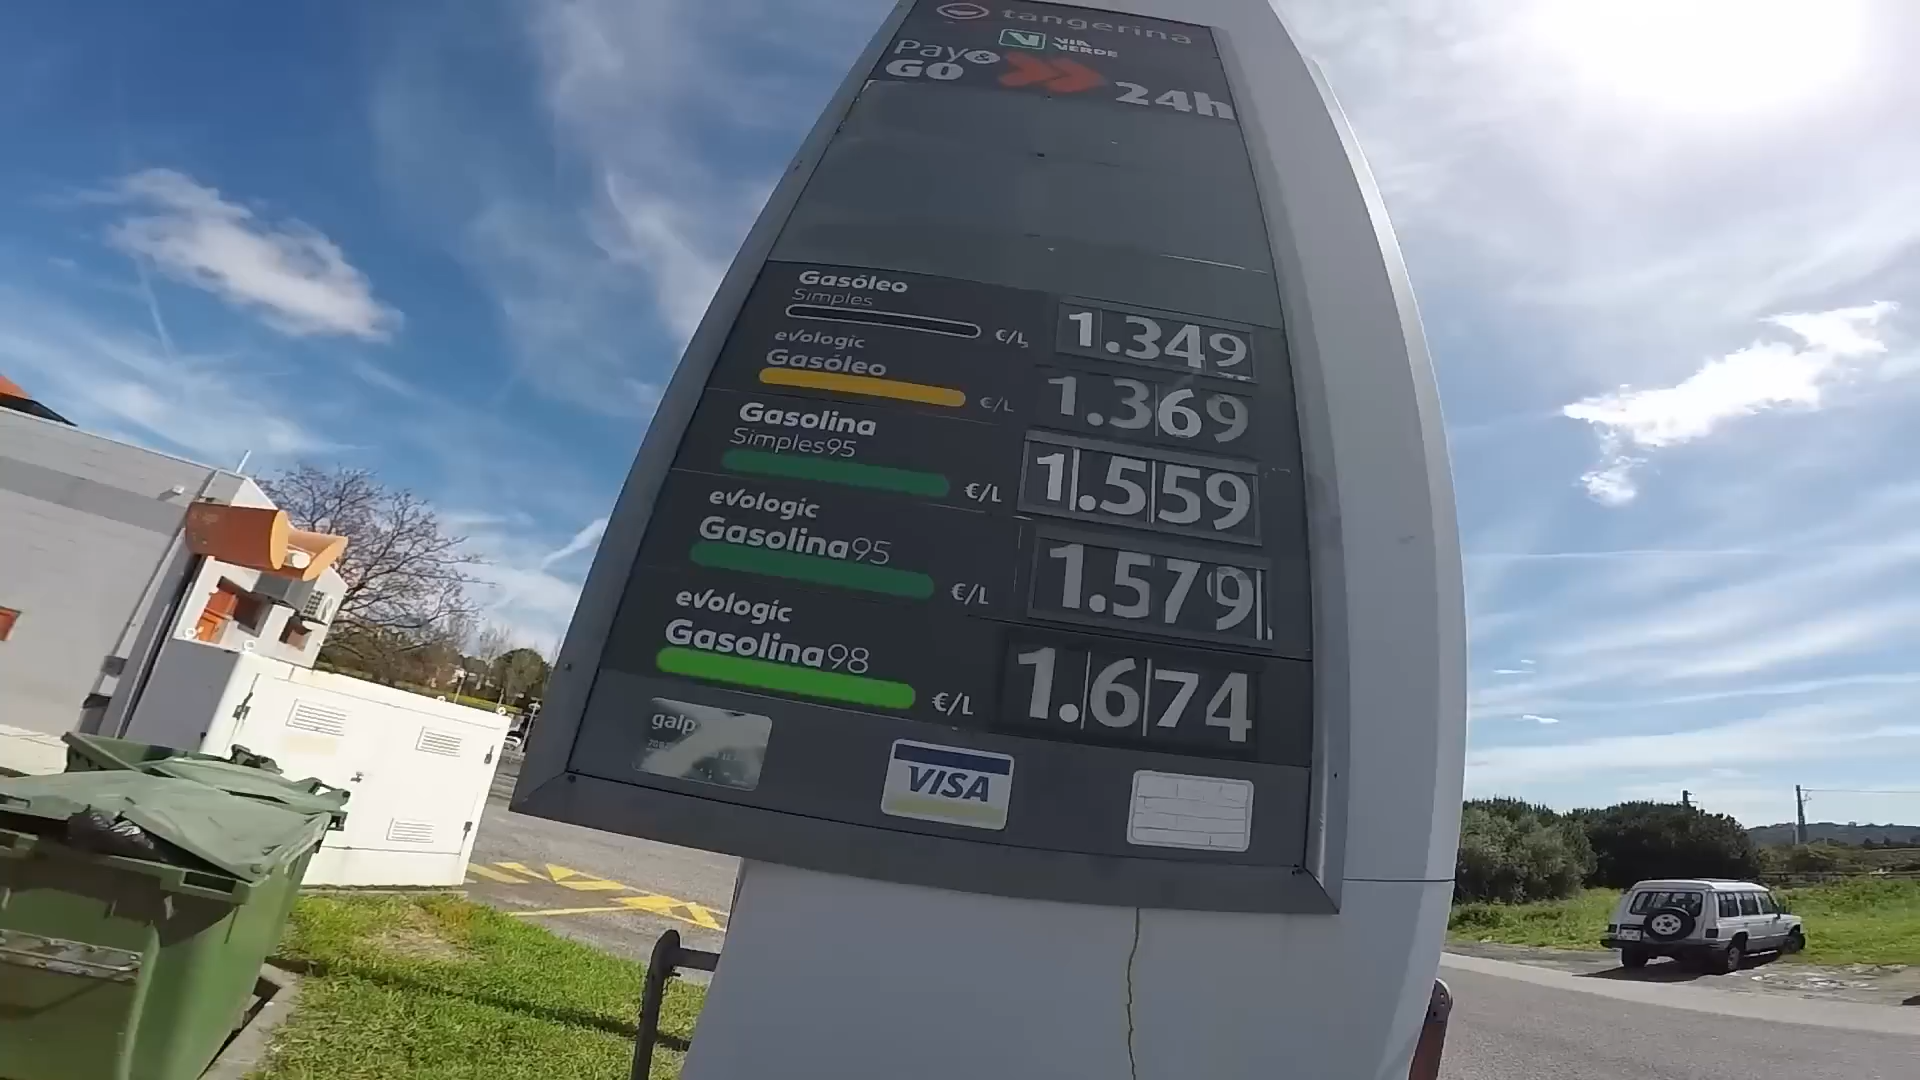 tangerina
VIA
VERDE
Pay&
GO
24h
Gasóleo
Simples
€/L
1.349
evologic
Gasóleo
€/L
1.369
Gasolina
Simples95
€/L
1.559
evologic
Gasolina95
€/L
1.579
evologic
Gasolina98
€/L
1.674
galp
VISA